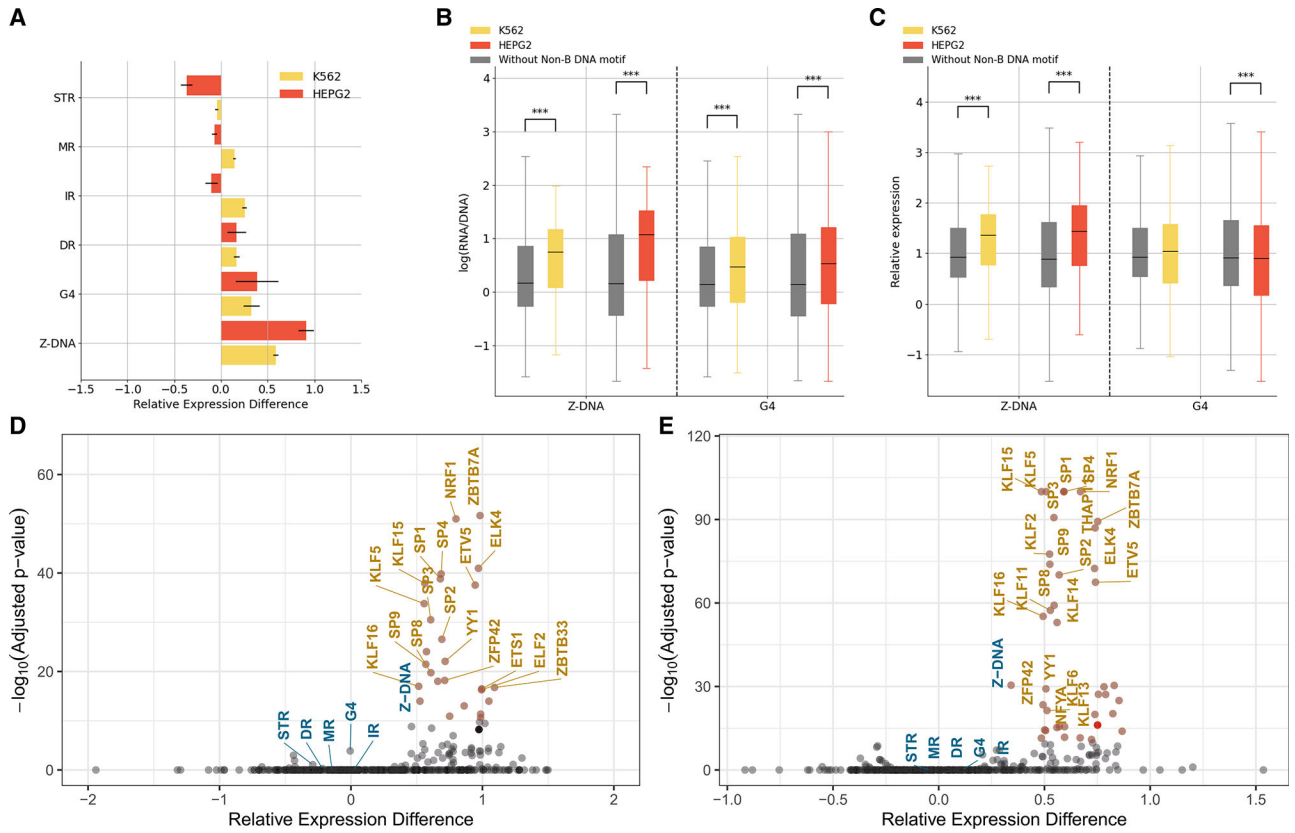 A
K562
HEPG2
STR
MR
IR
DR
G4
Z-DNA
−1.5
−1.0
−0.5
0.0
0.5
1.0
1.5
Relative Expression Difference
B
K562
HEPG2
Without Non-B DNA motif
log(RNA/DNA)
4
3
2
1
0
−1
***
***
***
***
Z-DNA
G4
C
K562
HEPG2
Without Non-B DNA motif
Relative expression
4
3
2
1
0
−1
***
***
***
Z-DNA
G4
D
−log10(Adjusted p-value)
60
40
20
0
NRF1
ZBTB7A
KLF5
KLF15
SP1
SP4
ETV5
ELK4
SP3
SP2
KLF16
SP9
SP8
YY1
ZFP42
ETS1
ELF2
ZBTB33
Z-DNA
STR
DR
MR
G4
IR
−2
−1
0
1
2
Relative Expression Difference
E
−log10(Adjusted p-value)
120
90
60
30
0
KLF15
KLF5
SP3
SP1
SP4
NRF1
ZBTB7A
KLF2
SP9
SP2
ELK4
ETV5
KLF16
KLF11
SP8
KLF14
Z-DNA
ZFP42
YY1
NFYA
KLF6
KLF13
STR
MR
DR
G4
IR
−1.0
−0.5
0.0
0.5
1.0
1.5
Relative Expression Difference